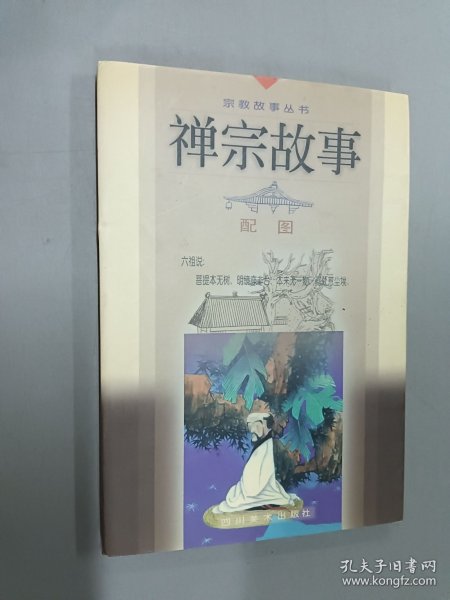 宗教故事丛书
禅宗故事
配 图
六祖说:
菩提本无树、明镜亦非台、本来无一物、何处惹尘埃.
四川美术出版社
孔夫子旧书网
www.kongfz.com